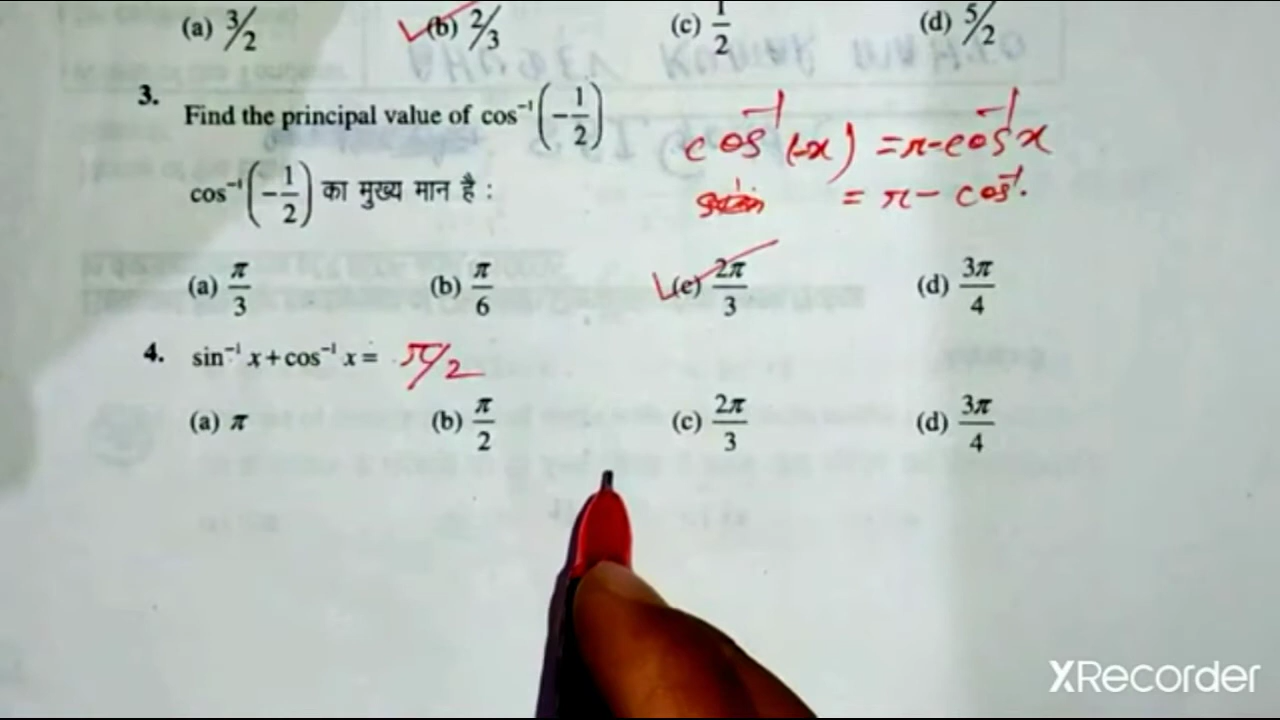 (a) 3/2 (b) 2/3 (c) 1/2 (d) 5/2
3. Find the principal value of cos⁻¹(-1/2)
cos⁻¹(-x) = π-cos⁻¹x
cos⁻¹(-1/2) का मुख्य मान है :
= π - cos⁻¹.
(a) π/3 (b) π/6 (c) 2π/3 (d) 3π/4
4. sin⁻¹ x + cos⁻¹ x = π/2
(a) π (b) π/2 (c) 2π/3 (d) 3π/4
XRecorder